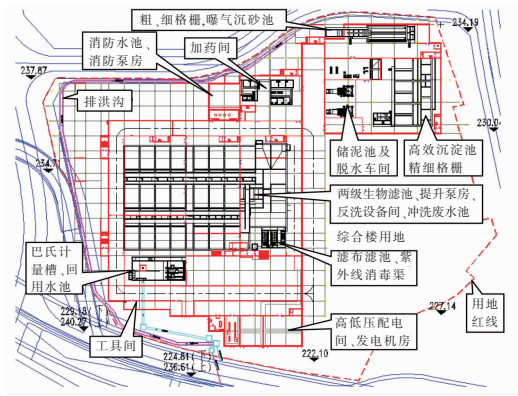 粗、细格栅,曝气沉砂池
234.19
消防水池、
消防泵房
加药间
237.87
排洪沟
储泥池及
脱水车间
高效沉淀池
精细格栅
230.0
234.7
两级生物滤池、提升泵房、
反洗设备间、冲洗废水池
综合楼用地
滤布滤池、紫
外线消毒渠
巴氏计
量槽、回
用水池
用地
红线
227.14
229.18(下)
240.27(上)
工具间
高低压配电
间、发电机房
224.81(下)
236.61(上)
222.10